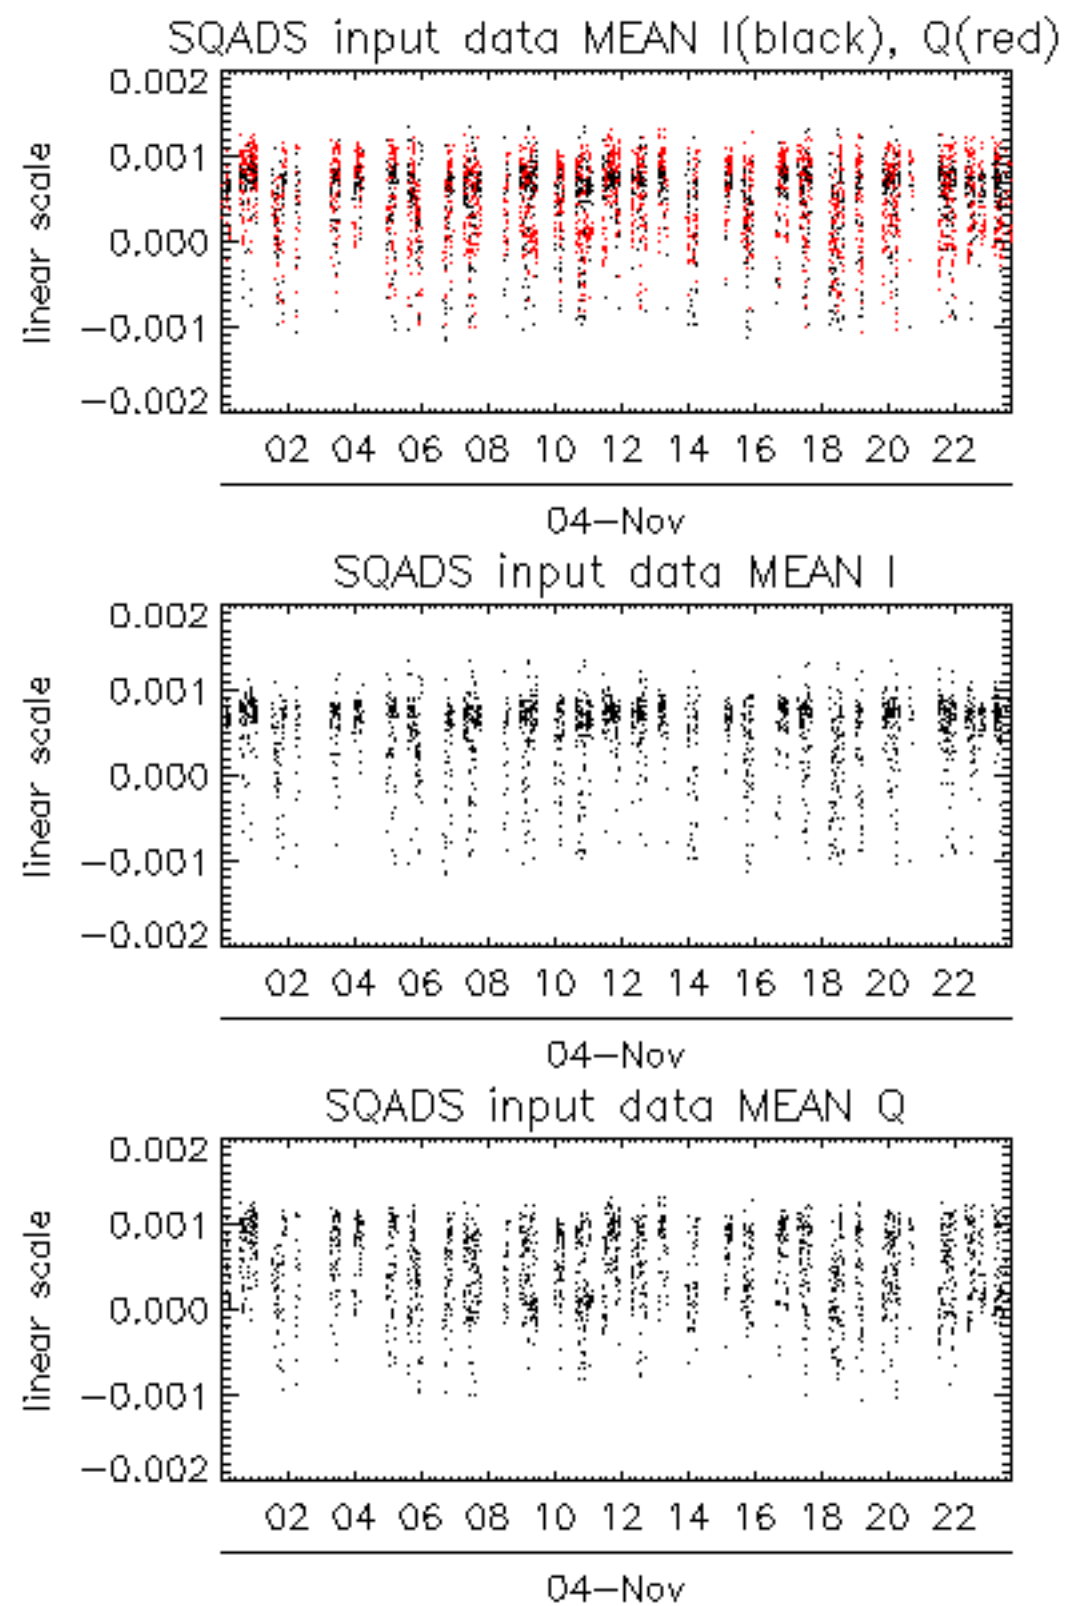 SQADS input data MEAN I(black), Q(red)
0.002
0.001
0.000
−0.001
−0.002
linear scale
02 04 06 08 10 12 14 16 18 20 22
04−Nov
SQADS input data MEAN I
0.002
0.001
0.000
−0.001
−0.002
linear scale
02 04 06 08 10 12 14 16 18 20 22
04−Nov
SQADS input data MEAN Q
0.002
0.001
0.000
−0.001
−0.002
linear scale
02 04 06 08 10 12 14 16 18 20 22
04−Nov